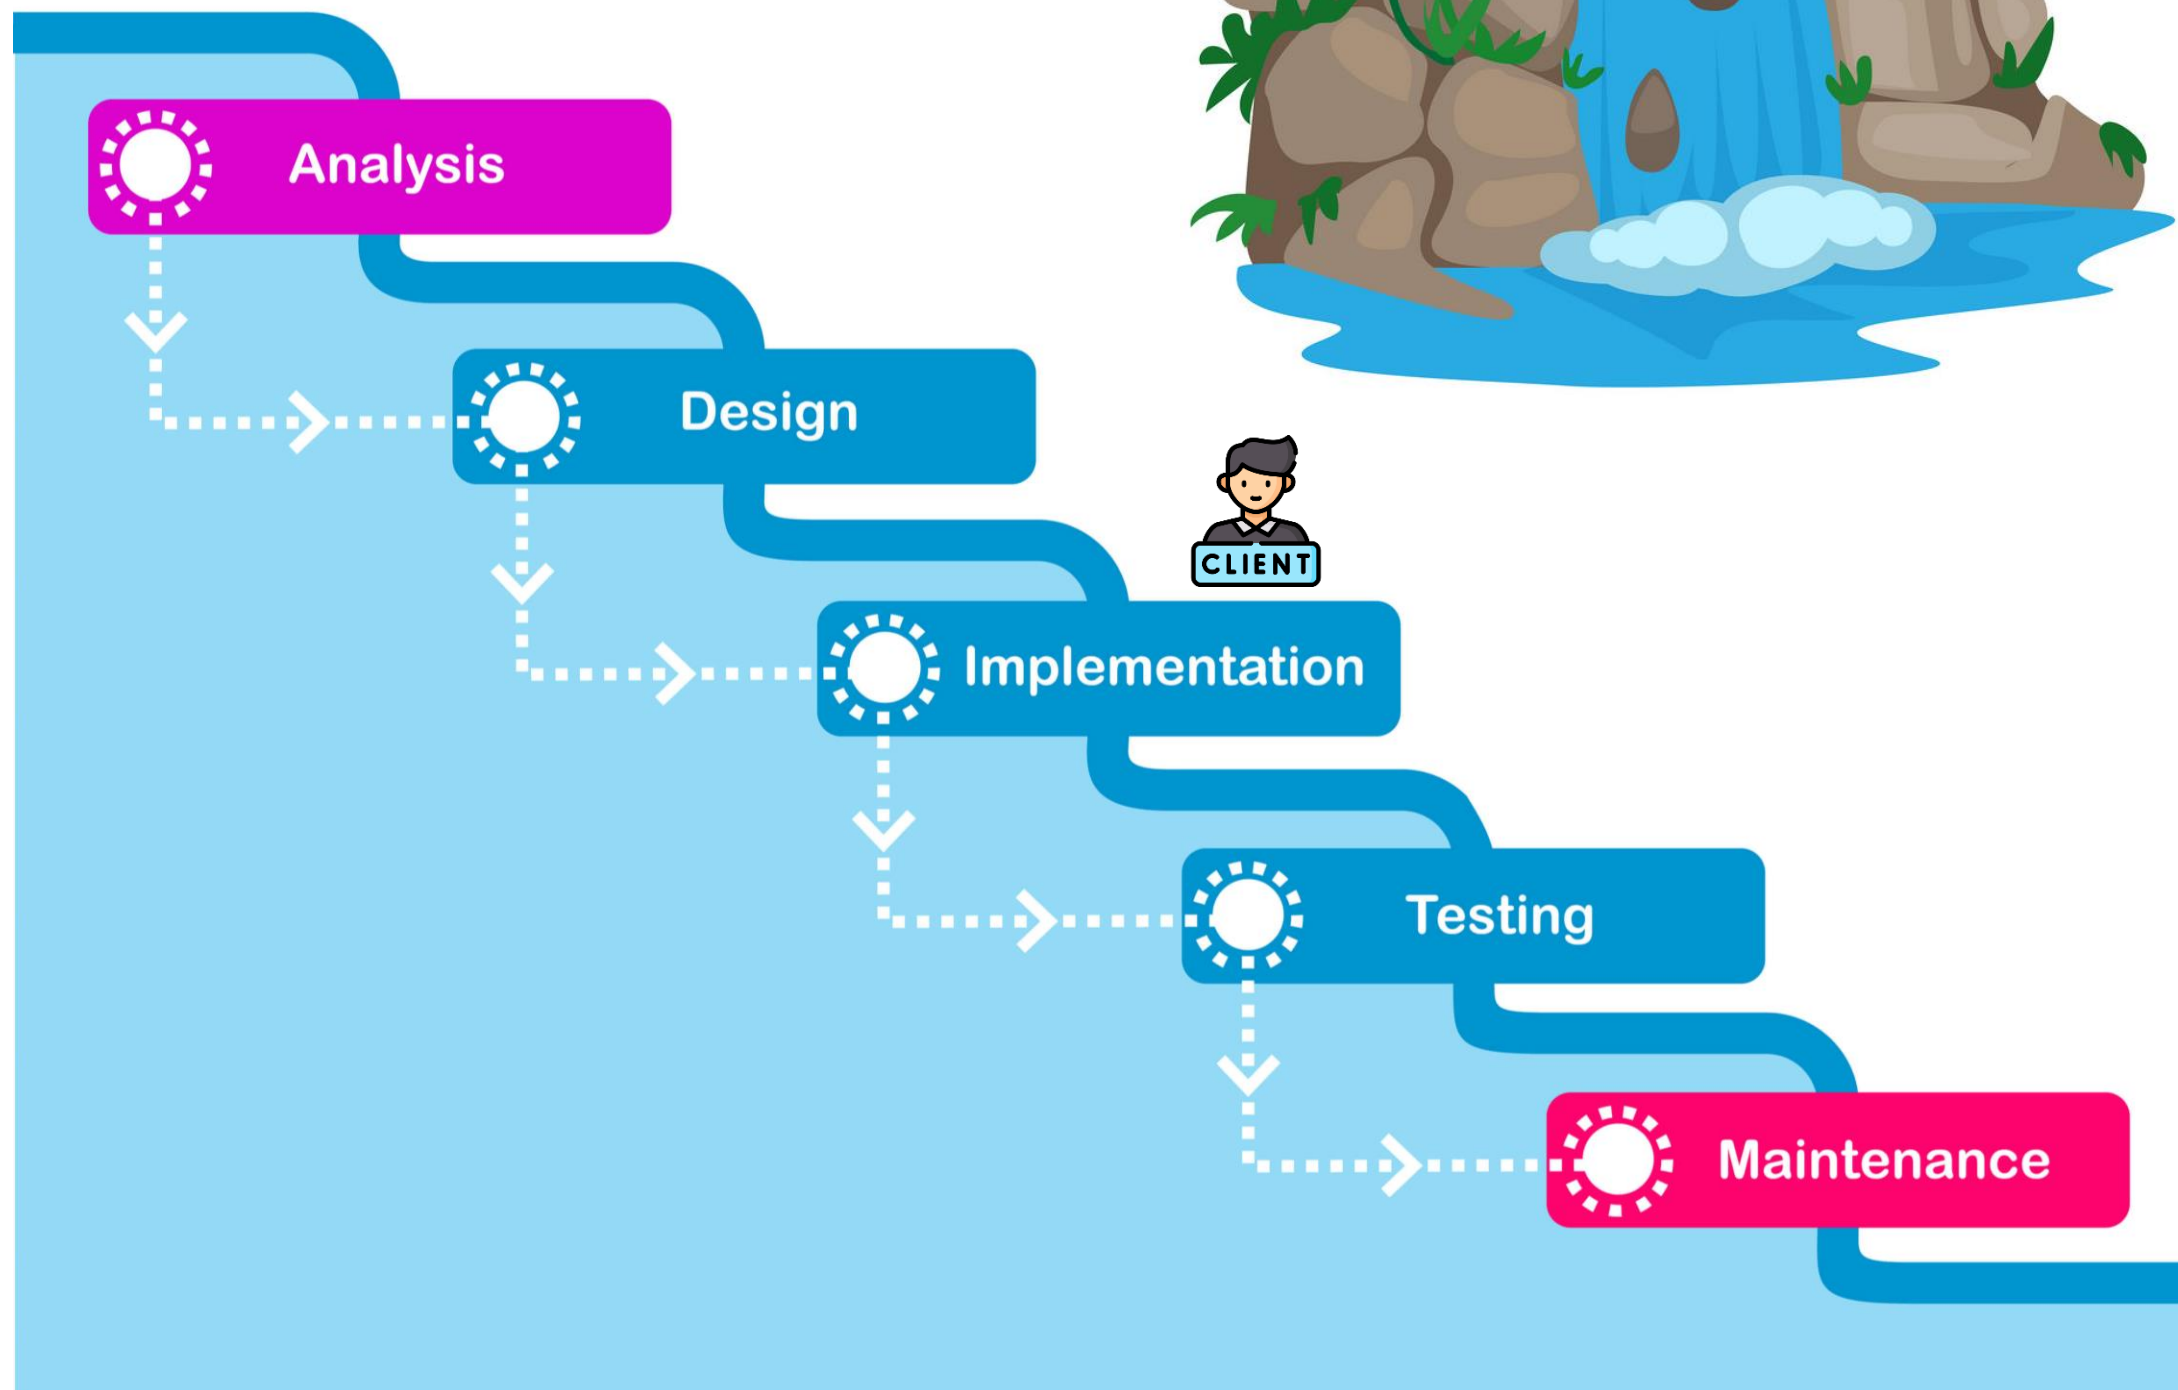 Analysis
Design
CLIENT
Implementation
Testing
Maintenance